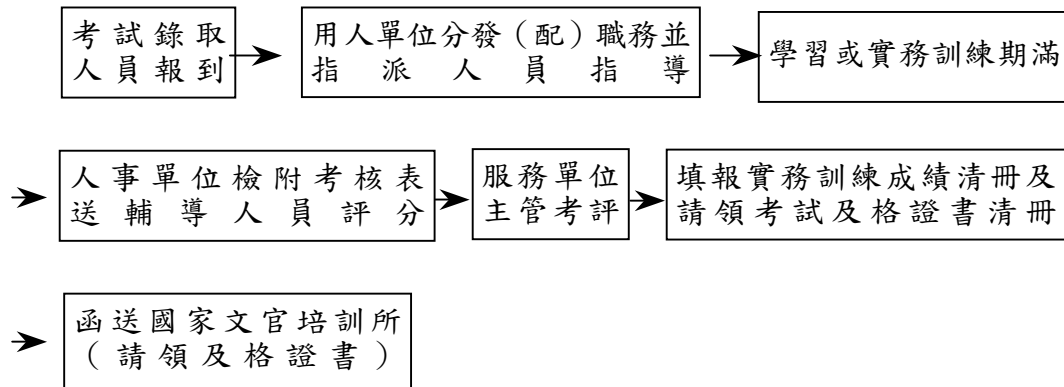 考試錄取
人員報到
用人單位分發（配）職務並
指派人員指導
學習或實務訓練期滿
人事單位檢附考核表
送輔導人員評分
服務單位
主管考評
填報實務訓練成績清冊及
請領考試及格證書清冊
函送國家文官培訓所
（請領及格證書）